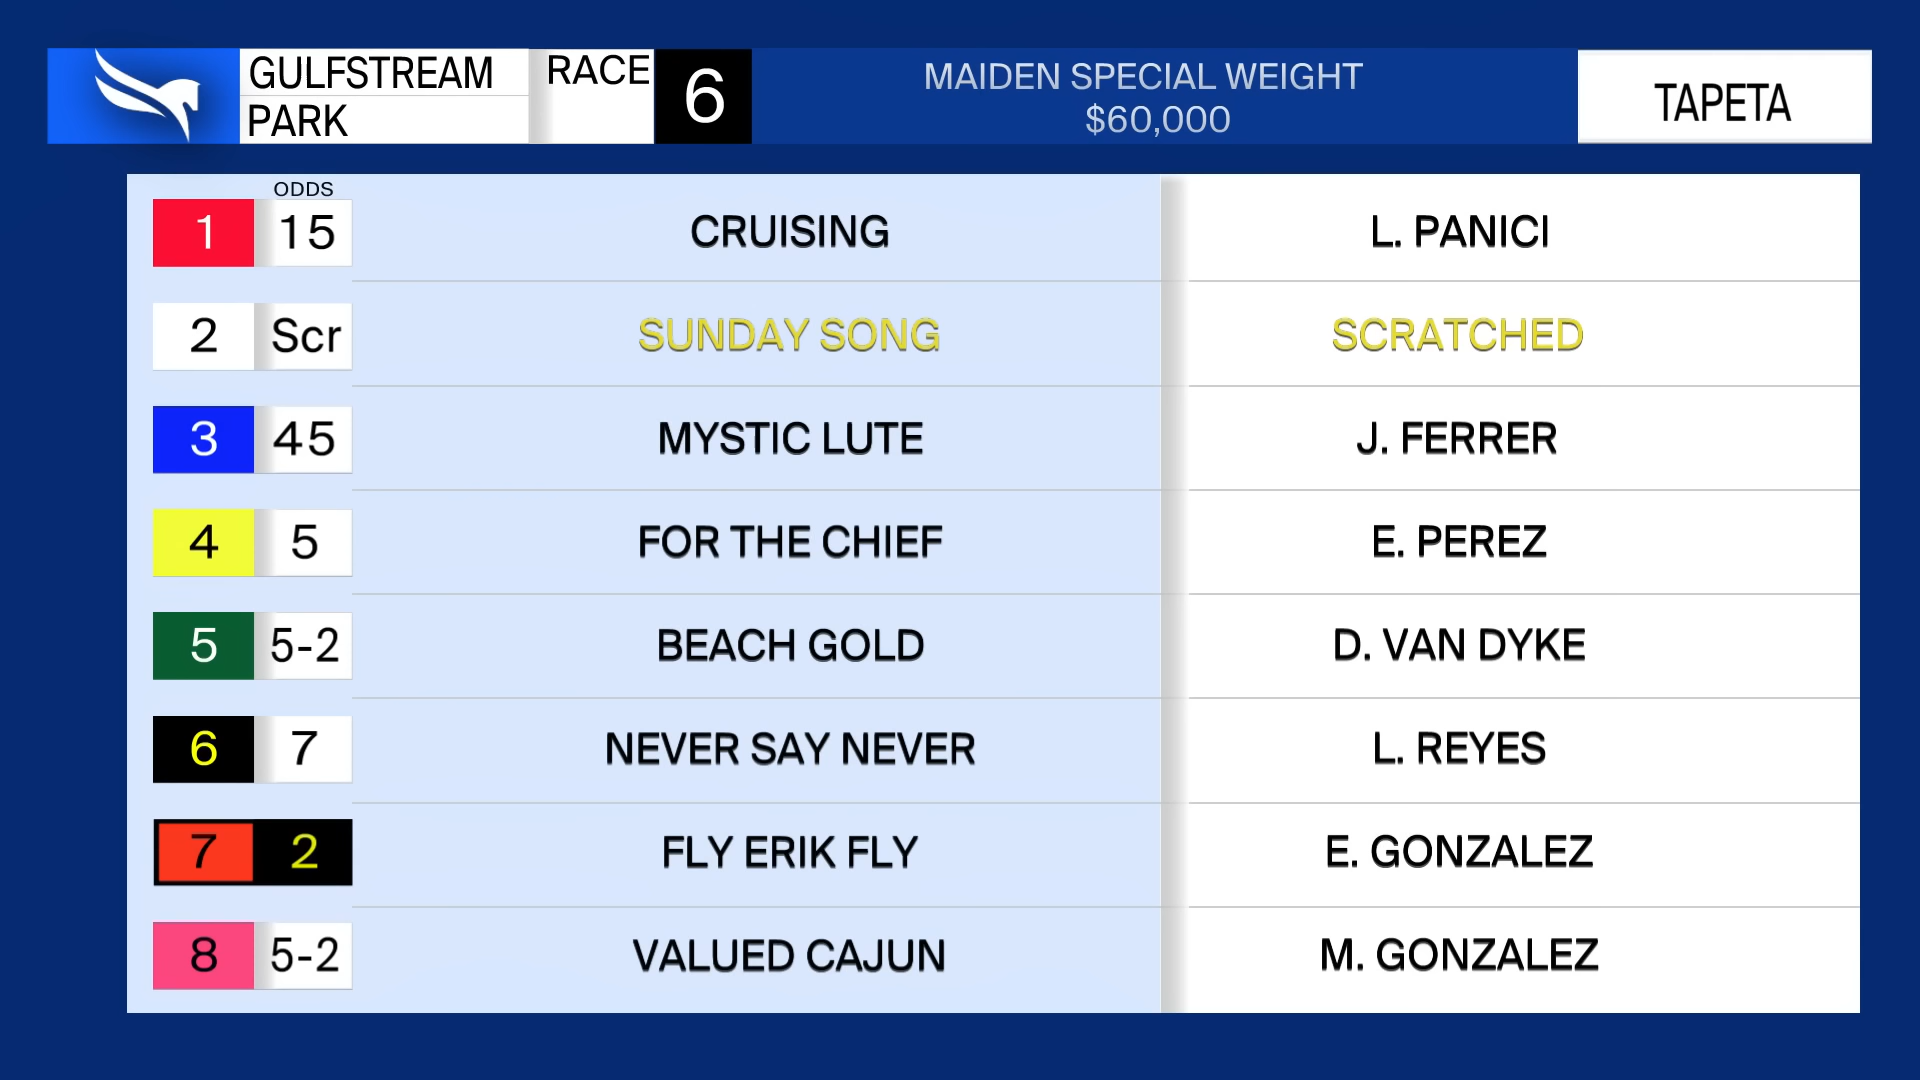 GULFSTREAM
PARK
RACE
6
MAIDEN SPECIAL WEIGHT
$60,000
TAPETA
ODDS
1 15 CRUISING L. PANICI
2 Scr SUNDAY SONG SCRATCHED
3 45 MYSTIC LUTE J. FERRER
4 5 FOR THE CHIEF E. PEREZ
5 5-2 BEACH GOLD D. VAN DYKE
6 7 NEVER SAY NEVER L. REYES
7 2 FLY ERIK FLY E. GONZALEZ
8 5-2 VALUED CAJUN M. GONZALEZ